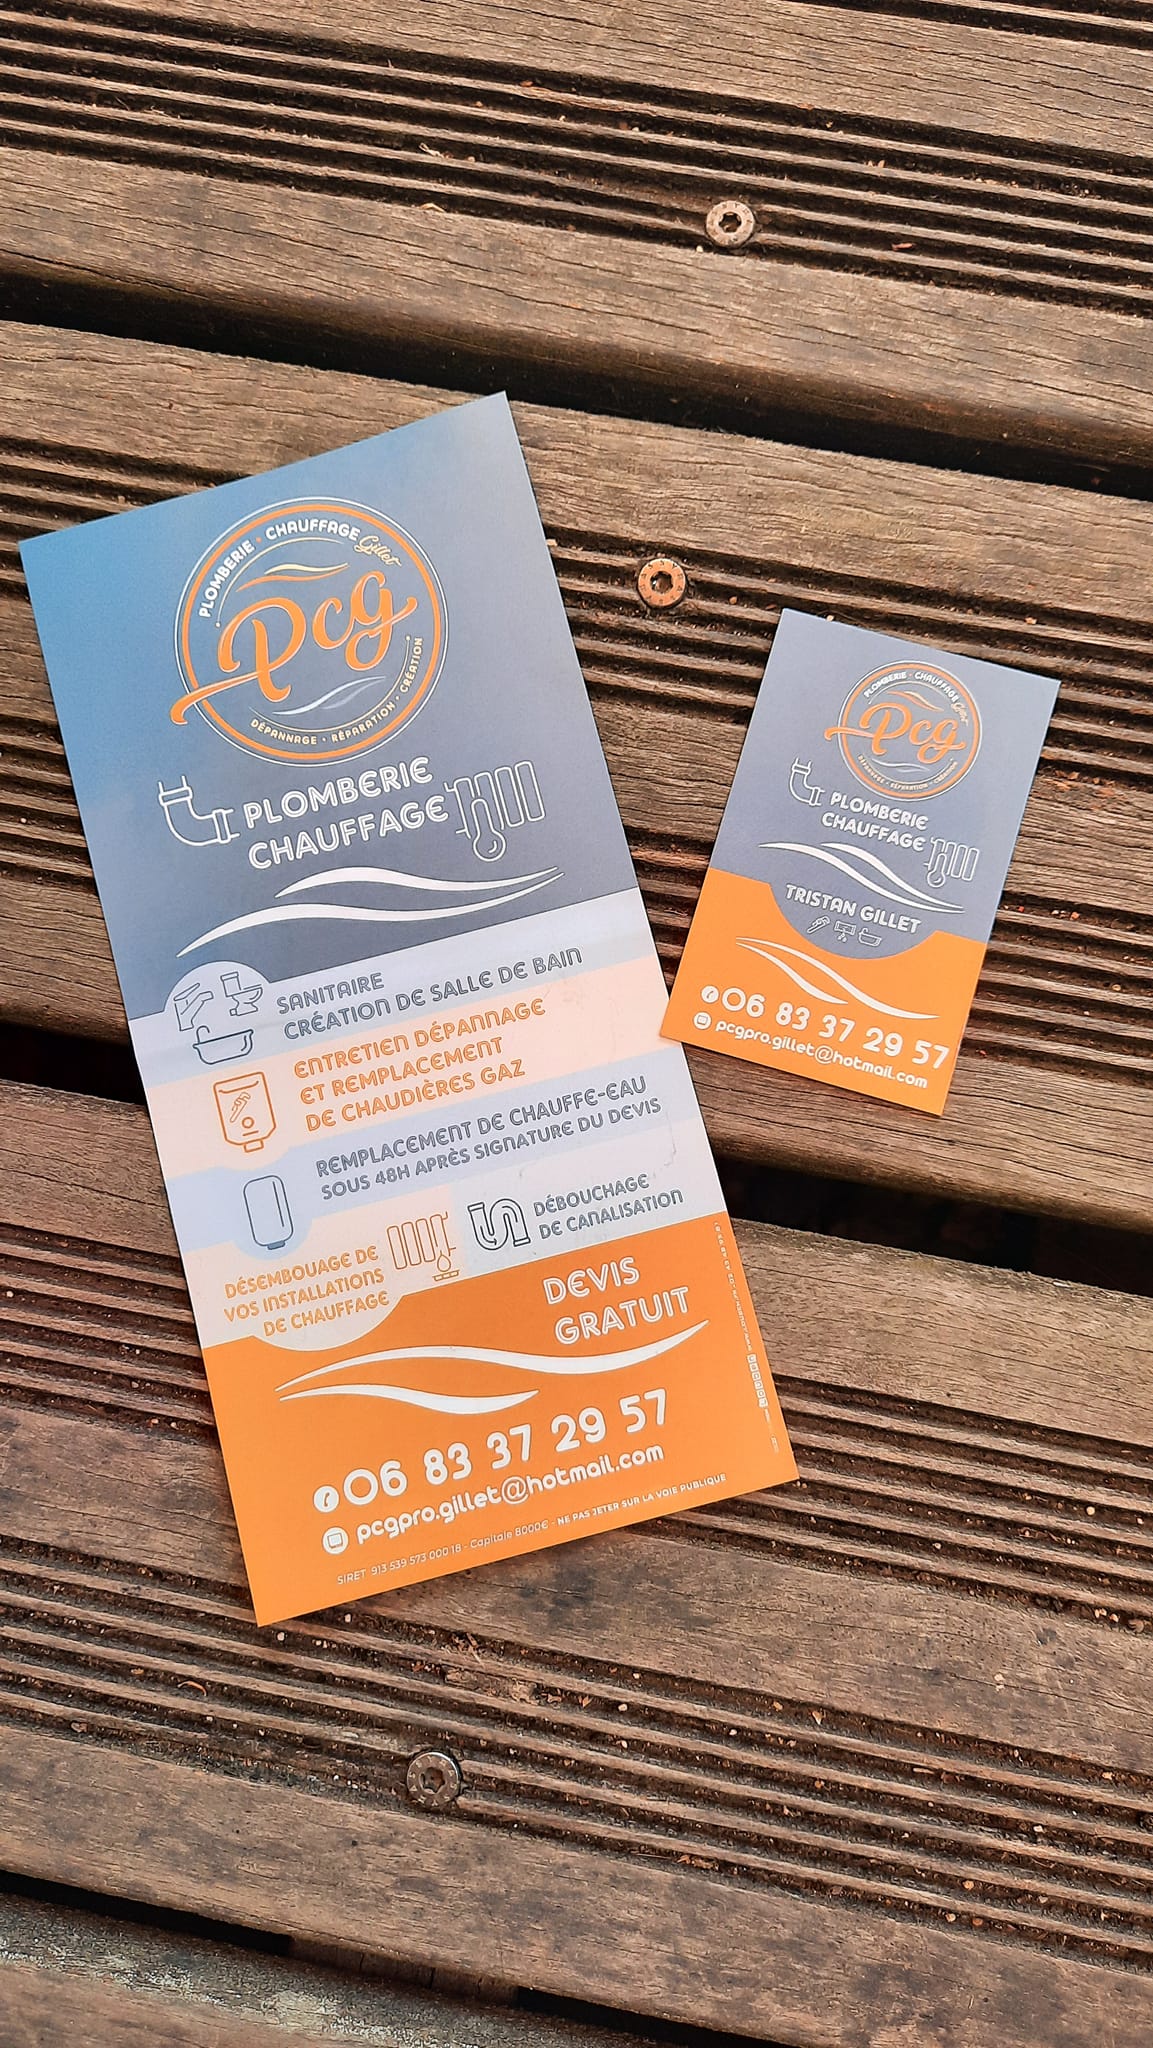 PLOMBERIE • CHAUFFAGE Gillet
Pcg
DÉPANNAGE • RÉPARATION • CRÉATION
PLOMBERIE
CHAUFFAGE
SANITAIRE
CRÉATION DE SALLE DE BAIN
ENTRETIEN DÉPANNAGE
ET REMPLACEMENT
DE CHAUDIÈRES GAZ
REMPLACEMENT DE CHAUFFE-EAU
SOUS 48H APRÈS SIGNATURE DU DEVIS
DÉSEMBOUAGE DE
VOS INSTALLATIONS
DE CHAUFFAGE
DÉBOUCHAGE
DE CANALISATION
DEVIS
GRATUIT
06 83 37 29 57
pcgpro.gillet@hotmail.com
SIRET 913 539 573 000 18 - Capitale 8000€ - NE PAS JETER SUR LA VOIE PUBLIQUE
PLOMBERIE • CHAUFFAGE Gillet
Pcg
DÉPANNAGE • RÉPARATION • CRÉATION
PLOMBERIE
CHAUFFAGE
TRISTAN GILLET
06 83 37 29 57
pcgpro.gillet@hotmail.com